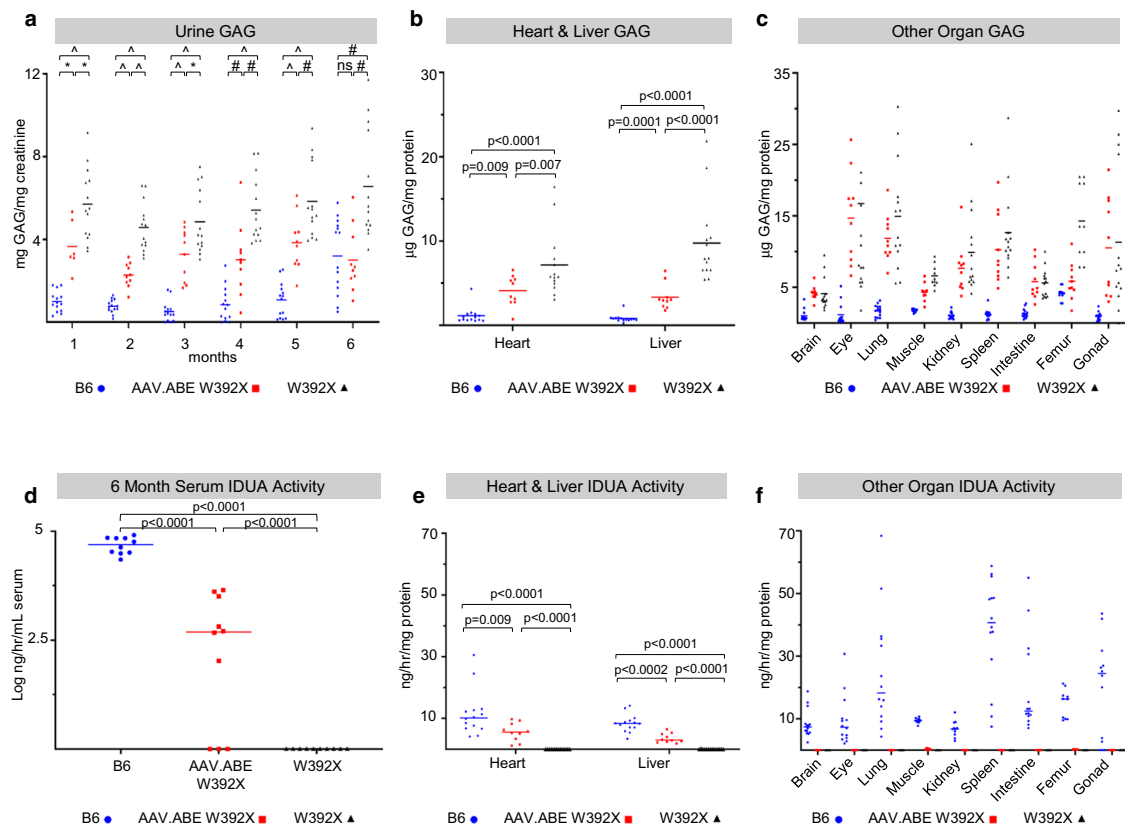 a
Urine GAG
^ ^ ^ ^ ^ #
* * ^ ^ ^ * # # ^ # ns #
mg GAG/mg creatinine
12
8
4
1 2 3 4 5 6
months
B6 ● AAV.ABE W392X ■ W392X ▲
b
Heart & Liver GAG
µg GAG/mg protein
30
20
10
p<0.0001
p=0.0001 p<0.0001
p<0.0001
p=0.009 p=0.007
Heart Liver
B6 ● AAV.ABE W392X ■ W392X ▲
c
Other Organ GAG
µg GAG/mg protein
35
25
15
5
Brain Eye Lung Muscle Kidney Spleen Intestine Femur Gonad
B6 ● AAV.ABE W392X ■ W392X ▲
d
6 Month Serum IDUA Activity
Log ng/hr/mL serum
p<0.0001
p<0.0001 p<0.0001
5
2.5
B6 AAV.ABE W392X
W392X
B6 ● AAV.ABE W392X ■ W392X ▲
e
Heart & Liver IDUA Activity
ng/hr/mg protein
70
50
30
10
p<0.0001
p=0.009 p<0.0001
p<0.0001
p<0.0002 p<0.0001
Heart Liver
B6 ● AAV.ABE W392X ■ W392X ▲
f
Other Organ IDUA Activity
ng/hr/mg protein
70
50
30
10
Brain Eye Lung Muscle Kidney Spleen Intestine Femur Gonad
B6 ● AAV.ABE W392X ■ W392X ▲